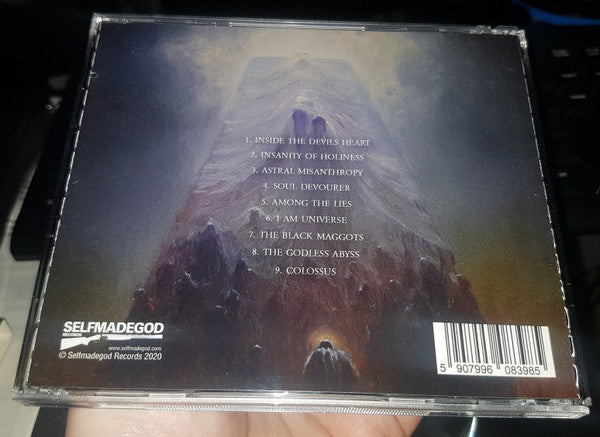 1. INSIDE THE DEVILS HEART
2. INSANITY OF HOLINESS
3. ASTRAL MISANTHROPY
4. SOUL DEVOURER
5. AMONG THE LIES
6. I AM UNIVERSE
7. THE BLACK MAGGOTS
8. THE GODLESS ABYSS
9. COLOSSUS
SELFMADEGOD
RECORDS
www.selfmadegod.com
© Selfmadegod Records 2020
5 907996 083985